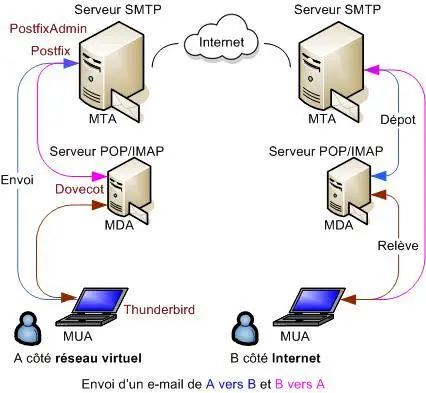 Serveur SMTP
Serveur SMTP
PostfixAdmin
Postfix
Internet
MTA
MTA
Dépot
Serveur POP/IMAP
Serveur POP/IMAP
Envoi
Dovecot
MDA
MDA
Relève
Thunderbird
MUA
MUA
A côté réseau virtuel
B côté Internet
Envoi d'un e-mail de A vers B et B vers A